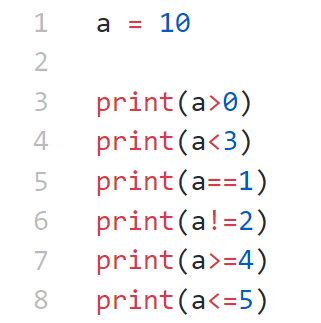 1 a = 10
2
3 print(a>0)
4 print(a<3)
5 print(a==1)
6 print(a!=2)
7 print(a>=4)
8 print(a<=5)